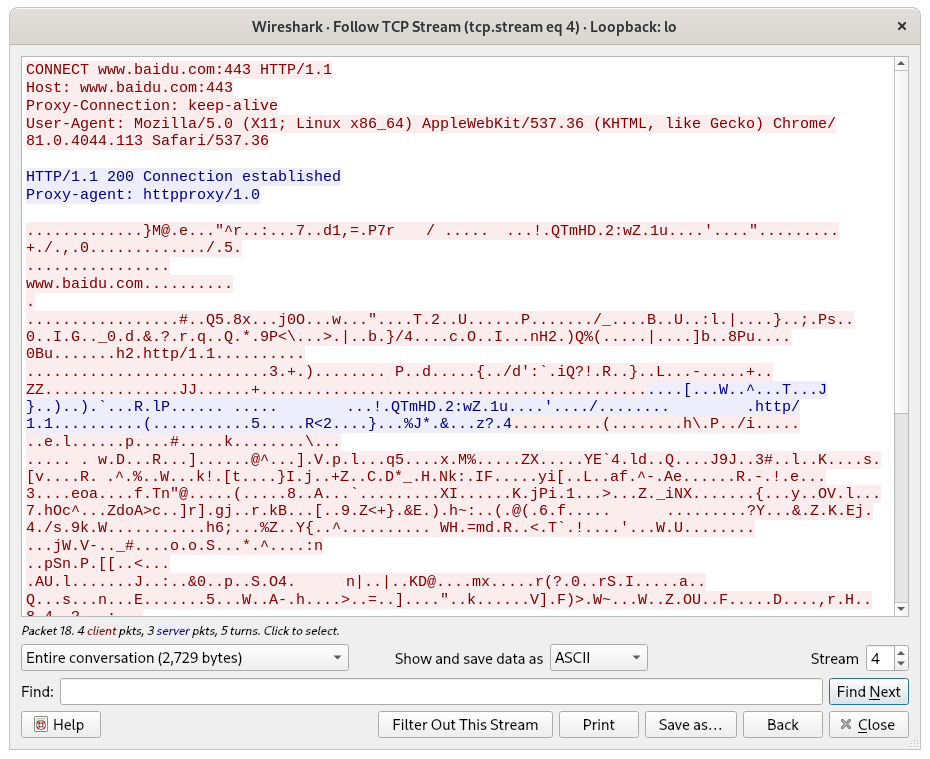 Wireshark · Follow TCP Stream (tcp.stream eq 4) · Loopback: lo
CONNECT www.baidu.com:443 HTTP/1.1
Host: www.baidu.com:443
Proxy-Connection: keep-alive
User-Agent: Mozilla/5.0 (X11; Linux x86_64) AppleWebKit/537.36 (KHTML, like Gecko) Chrome/
81.0.4044.113 Safari/537.36
HTTP/1.1 200 Connection established
Proxy-agent: httpproxy/1.0
.............}M@.e..."^r..:...7..d1,=.P7r / ..... ...!.QTmHD.2:wZ.1u....'....".........
+./.,.0............./.5.
................
www.baidu.com..........
.
.................#..Q5.8x...j0O...w..."....T.2..U......P......./_....B..U..:l.|....}..;.Ps..
0..I.G.._0.d.&.?.r.q..Q.*.9P<\...>.|..b.}/4....c.O..I...nH2.)Q%(.....|....]b..8Pu....
0Bu.......h2.http/1.1..........
...........................3.+.)........ P..d.....{../d':`.iQ?!.R..}..L...-.....+..
ZZ...............JJ......+...............................................[...W..^...T...J
}..)..).`...R.lP...... ..... ...!.QTmHD.2:wZ.1u....'..../........ .http/
1.1..........(...........5.....R<2....}...%J*.&...z?.4..........(........h\.P../i.....
..e.l......p....#.....k........\...
..... . w.D...R...]......@^...].V.p.l...q5....x.M%.....ZX.....YE`4.ld..Q....J9J..3#..l..K....s.
[v....R. .^.%..W...k!.[t....}I.j..+Z..C.D*_.H.Nk:.IF.....yi[..L..af.^-.Ae......R.-.!.e...
3....eoa....f.Tn"@.....(.....8..A...`.........XI......K.jPi.1...>...Z._iNX.......{...y..OV.l...
7.hOc^...ZdoA>c..]r].gj..r.kB...[..9.Z<+}.&E.).h~:..(.@(.6.f..... .........?Y...&.Z.K.Ej.
4./s.9k.W...........h6;...%Z..Y{..^.......... WH.=md.R..<.T`.!....'...W.U........
...jW.V-.._#....o.o.S...*.^....:n
..pSn.P.[[..<...
.AU.l.......J..:..&0..p..S.O4. n|..|..KD@....mx.....r(?.0..rS.I.....a..
Q...s...n...E.......5...W..A-.h....>..=..]...."..k......V].F)>.W~...W..Z.OU..F.....D....,r.H..
Packet 18. 4 client pkts, 3 server pkts, 5 turns. Click to select.
Entire conversation (2,729 bytes) Show and save data as ASCII Stream 4
Find: Find Next
Help Filter Out This Stream Print Save as… Back Close